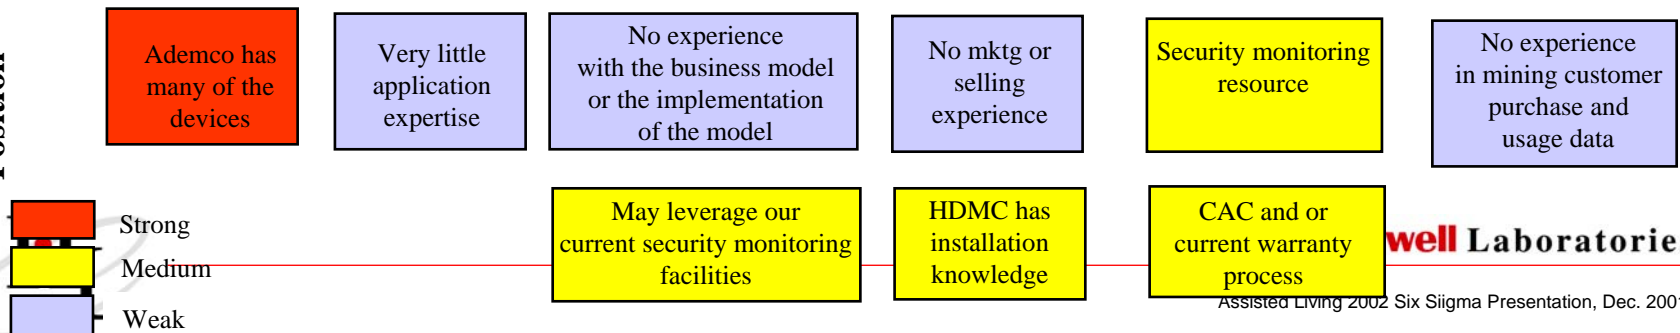 Position
Ademco has
many of the
devices
Very little
application
expertise
No experience
with the business model
or the implementation
of the model
No mktg or
selling
experience
Security monitoring
resource
No experience
in mining customer
purchase and
usage data
May leverage our
current security monitoring
facilities
HDMC has
installation
knowledge
CAC and or
current warranty
process
Strong
Medium
Weak
well Laboratorie
Assisted Living 2002 Six Siigma Presentation, Dec. 2001